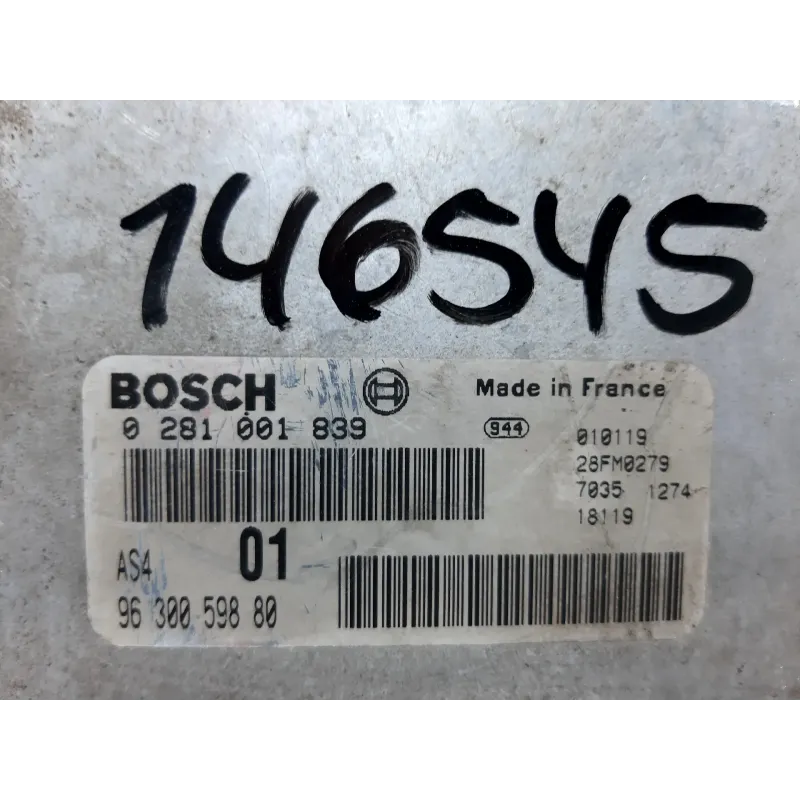 146545
BOSCH Made in France
0 281 001 839 944 010119
28FM0279
7035 1274
18119
AS4 01
96 300 598 80